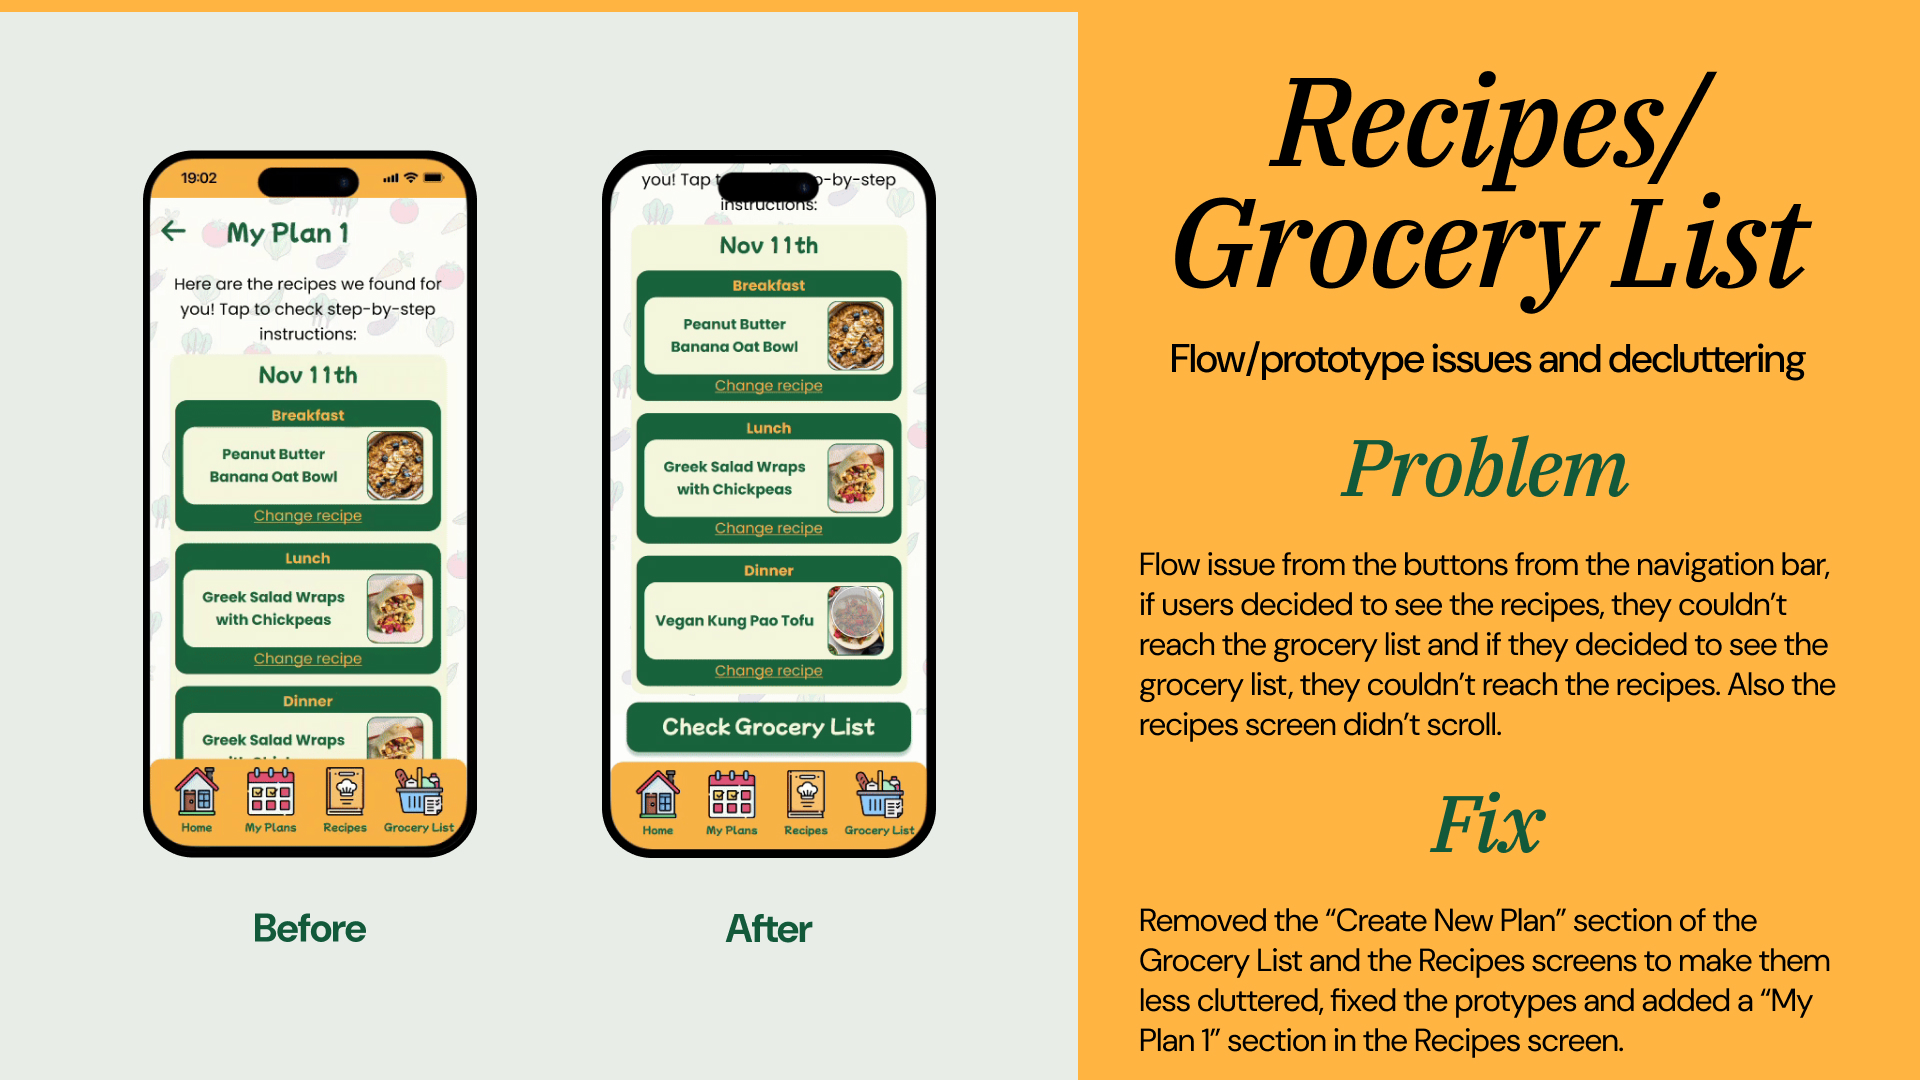 19:02
My Plan 1
Here are the recipes we found for
you! Tap to check step-by-step
instructions:
Nov 11th
Breakfast
Peanut Butter
Banana Oat Bowl
Change recipe
Lunch
Greek Salad Wraps
with Chickpeas
Change recipe
Dinner
Greek Salad Wraps
Home
My Plans
Recipes
Grocery List
Before
you! Tap o-by-step
instructions:
Nov 11th
Breakfast
Peanut Butter
Banana Oat Bowl
Change recipe
Lunch
Greek Salad Wraps
with Chickpeas
Change recipe
Dinner
Vegan Kung Pao Tofu
Change recipe
Check Grocery List
Home
My Plans
Recipes
Grocery List
After
Recipes/
Grocery List
Flow/prototype issues and decluttering
Problem
Flow issue from the buttons from the navigation bar,
if users decided to see the recipes, they couldn’t
reach the grocery list and if they decided to see the
grocery list, they couldn’t reach the recipes. Also the
recipes screen didn’t scroll.
Fix
Removed the “Create New Plan” section of the
Grocery List and the Recipes screens to make them
less cluttered, fixed the protypes and added a “My
Plan 1” section in the Recipes screen.